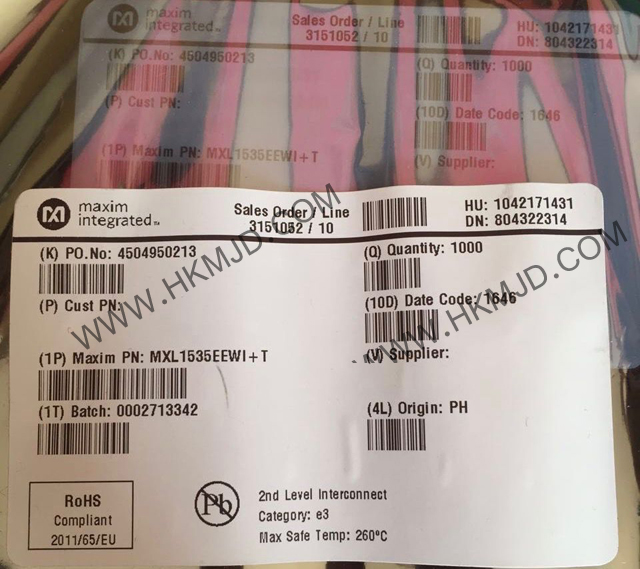 maxim
integrated™
Sales Order / Line
3151052 / 10
HU: 1042171431
DN: 804322314
(K) PO.No: 4504950213
(Q) Quantity: 1000
(P) Cust PN:
(10D) Date Code: 1646
(1P) Maxim PN: MXL1535EEWI+T
(V) Supplier:
maxim
integrated™
Sales Order / Line
3151052 / 10
HU: 1042171431
DN: 804322314
(K) PO.No: 4504950213
(Q) Quantity: 1000
(P) Cust PN:
(10D) Date Code: 1646
(1P) Maxim PN: MXL1535EEWI+T
(V) Supplier:
(1T) Batch: 0002713342
(4L) Origin: PH
RoHS
Compliant
2011/65/EU
Pb
2nd Level Interconnect
Category: e3
Max Safe Temp: 260°C
WWW.HKMJD.COM
WWW.HKMJD.COM